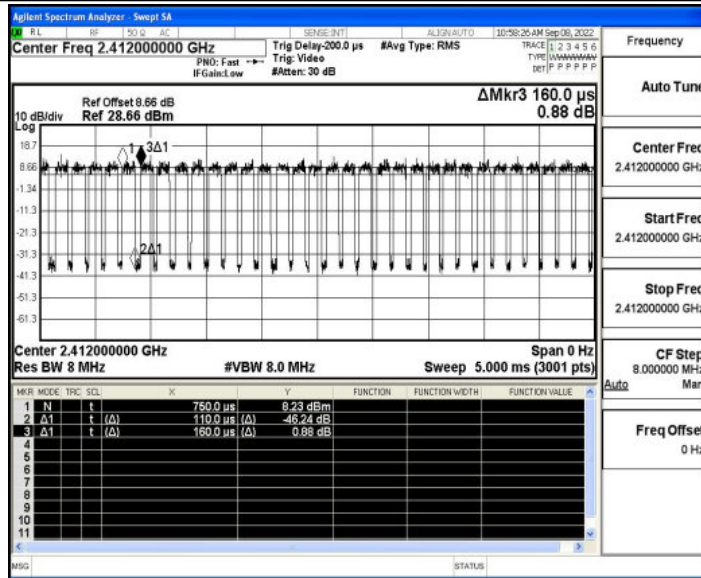 Agilent Spectrum Analyzer - Swept SA
RL RF 50 Ω AC SENSE:INT ALIGN AUTO 10:58:26 AM Sep 08, 2022
Center Freq 2.412000000 GHz
PNO: Fast
IFGain:Low
Trig Delay-200.0 µs
Trig: Video
#Atten: 30 dB
#Avg Type: RMS
TRACE 1 2 3 4 5 6
TYPE WWWWWW
DET P P P P P P
Frequency
Auto Tune
Center Freq
2.412000000 GHz
Start Freq
2.412000000 GHz
Stop Freq
2.412000000 GHz
CF Step
8.000000 MHz
Auto Man
Freq Offset
0 Hz
ΔMkr3 160.0 µs
0.88 dB
Ref Offset 8.66 dB
10 dB/div Ref 28.66 dBm
Log
18.7
8.66
-1.34
-11.3
-21.3
-31.3
-41.3
-51.3
-61.3
1
3Δ1
2Δ1
Center 2.412000000 GHz Span 0 Hz
Res BW 8 MHz #VBW 8.0 MHz Sweep 5.000 ms (3001 pts)
MKR MODE TRC SCL X Y FUNCTION FUNCTION WIDTH FUNCTION VALUE
1 N t 750.0 µs 8.23 dBm
2 Δ1 t (Δ) 110.0 µs (Δ) -46.24 dB
3 Δ1 t (Δ) 160.0 µs (Δ) 0.88 dB
4
5
6
7
8
9
10
11
MSG STATUS